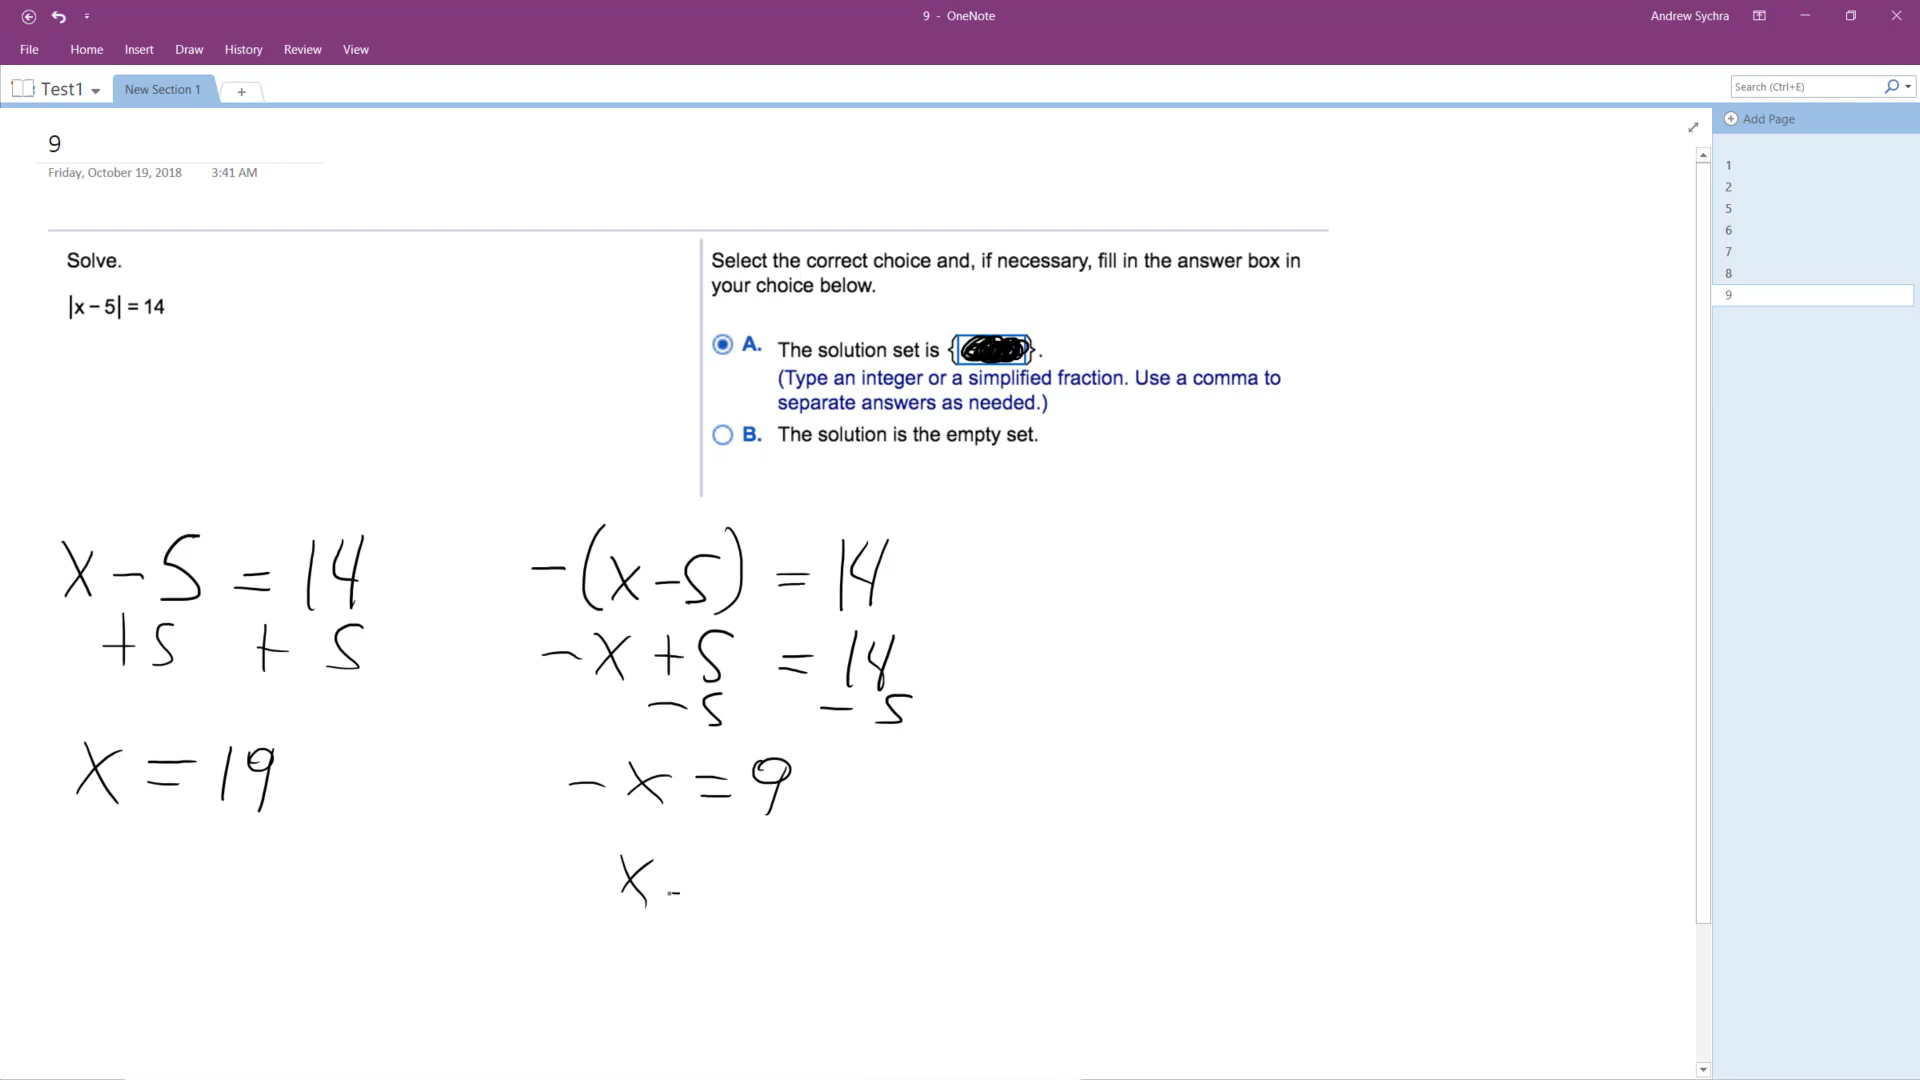 9 - OneNote
Andrew Sychra
File Home Insert Draw History Review View
Test1 New Section 1 +
Search (Ctrl+E)
Add Page
9
Friday, October 19, 2018 3:41 AM
1
2
5
6
7
8
9
Solve.
|x − 5| = 14
Select the correct choice and, if necessary, fill in the answer box in
your choice below.
A. The solution set is { }.
(Type an integer or a simplified fraction. Use a comma to
separate answers as needed.)
B. The solution is the empty set.
x - 5 = 14
+5 + 5
x = 19
-(x - 5) = 14
-x + 5 = 14
- 5 - 5
- x = 9
x -